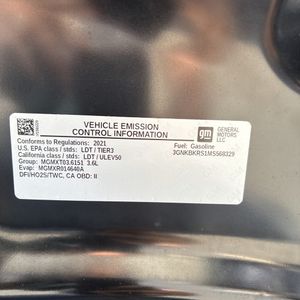 VEHICLE EMISSION
CONTROL INFORMATION
gm
GENERAL
MOTORS
LLC
Conforms to Regulations: 2021
U.S. EPA class / stds: LDT / TIER3
California class / stds: LDT / ULEV50
Group: MGMXT03.6151 3.6L
Evap: MGMXR014640A
DFI/HO2S/TWC, CA OBD: II
Fuel: Gasoline
3GNKBKRS1MS568329